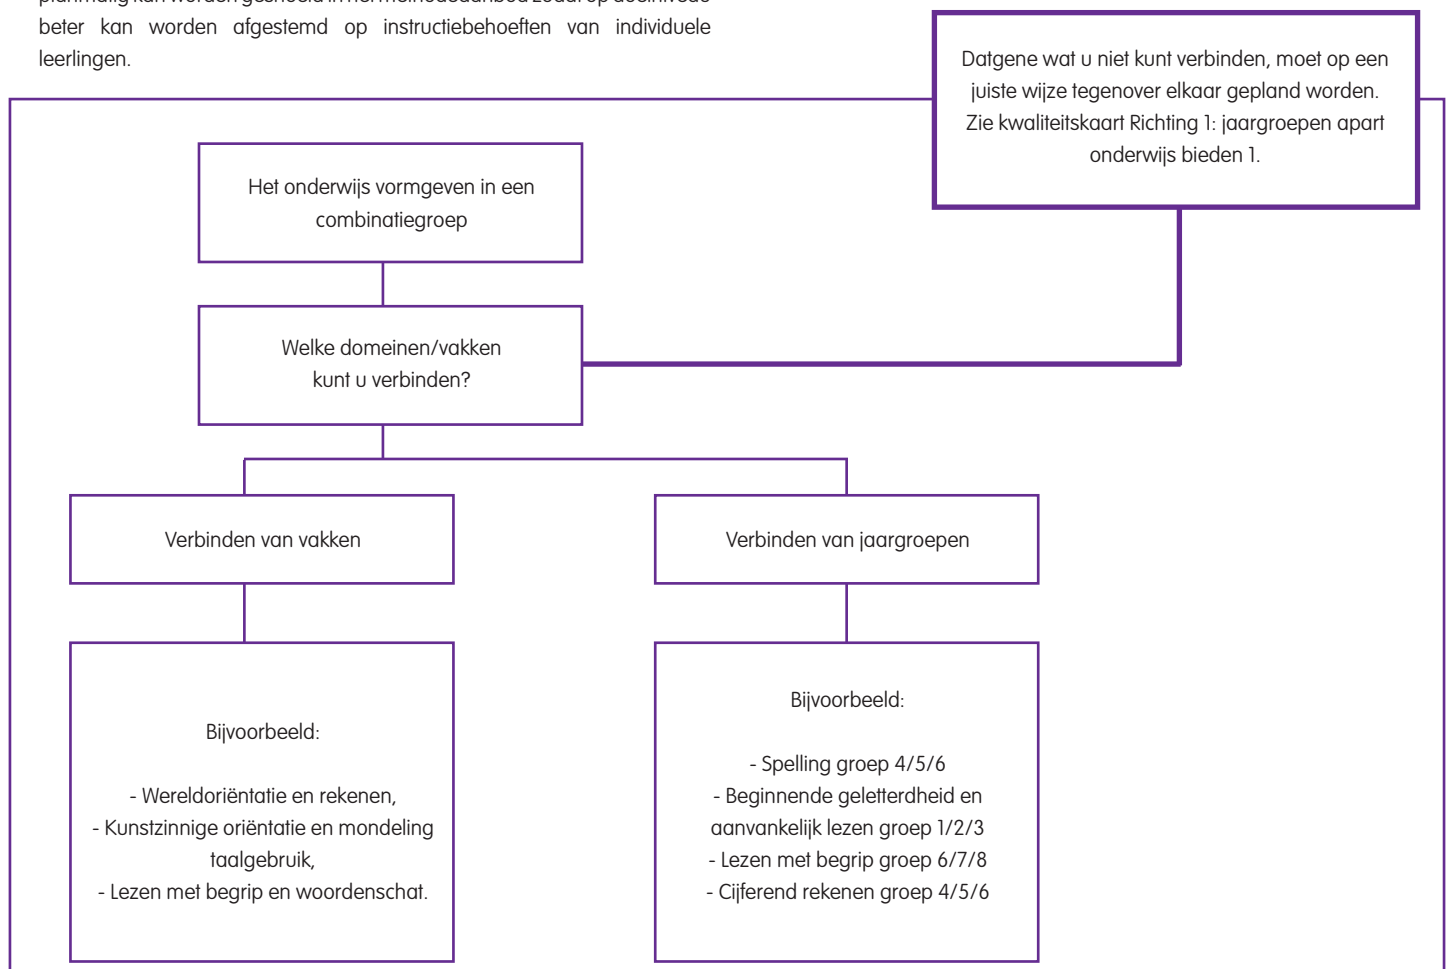 beter kan worden afgestemd op instructiebehoeften van individuele
leerlingen.
Datgene wat u niet kunt verbinden, moet op een
juiste wijze tegenover elkaar gepland worden.
Zie kwaliteitskaart Richting 1: jaargroepen apart
onderwijs bieden 1.
Het onderwijs vormgeven in een
combinatiegroep
Welke domeinen/vakken
kunt u verbinden?
Verbinden van vakken
Verbinden van jaargroepen
Bijvoorbeeld:
- Wereldoriëntatie en rekenen,
- Kunstzinnige oriëntatie en mondeling
taalgebruik,
- Lezen met begrip en woordenschat.
Bijvoorbeeld:
- Spelling groep 4/5/6
- Beginnende geletterdheid en
aanvankelijk lezen groep 1/2/3
- Lezen met begrip groep 6/7/8
- Cijferend rekenen groep 4/5/6